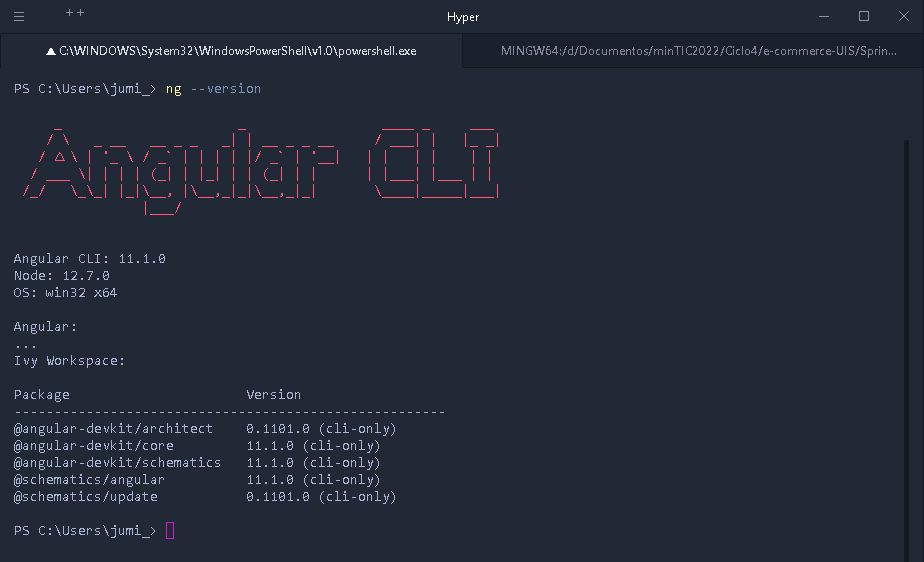 Hyper
C:\WINDOWS\System32\WindowsPowerShell\v1.0\powershell.exe
MINGW64:/d/Documentos/minTIC2022/Ciclo4/e-commerce-UIS/Sprin...
PS C:\Users\jumi_> ng --version
Angular CLI
Angular CLI: 11.1.0
Node: 12.7.0
OS: win32 x64
Angular:
...
Ivy Workspace:
Package Version
------------------------------------------------------
@angular-devkit/architect 0.1101.0 (cli-only)
@angular-devkit/core 11.1.0 (cli-only)
@angular-devkit/schematics 11.1.0 (cli-only)
@schematics/angular 11.1.0 (cli-only)
@schematics/update 0.1101.0 (cli-only)
PS C:\Users\jumi_>